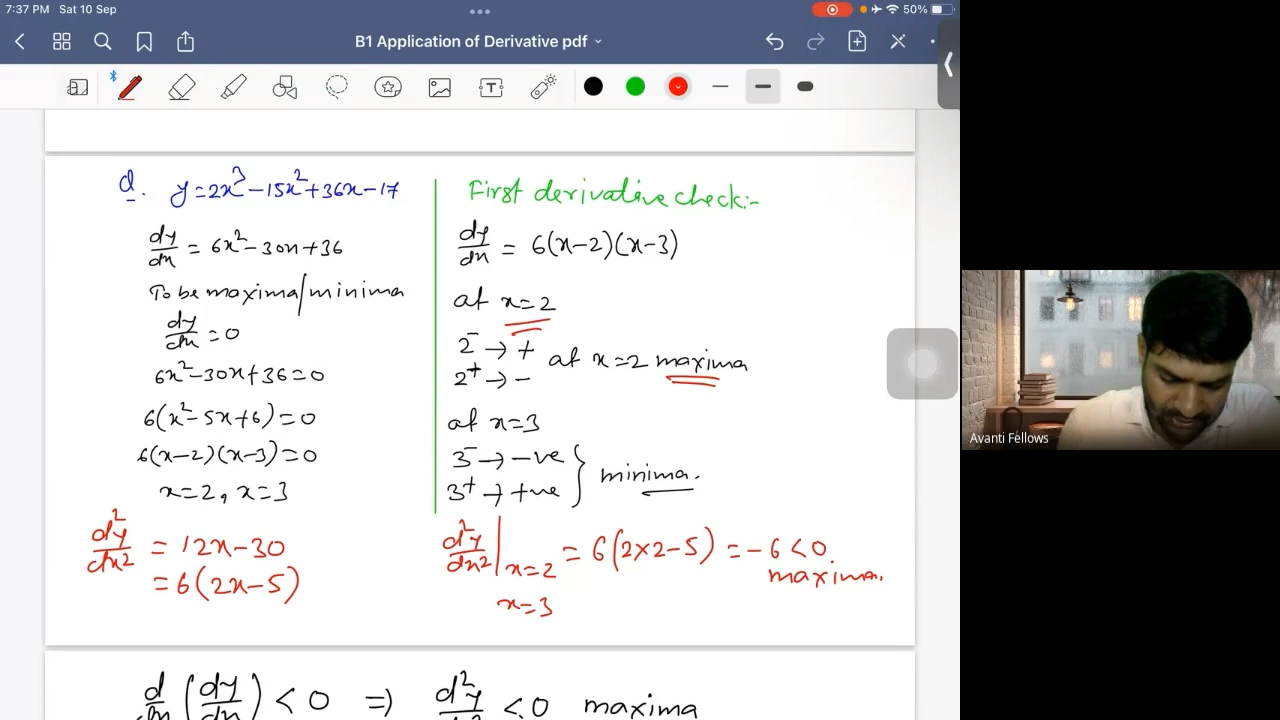 7:37 PM Sat 10 Sep
50%
B1 Application of Derivative pdf
Q. y = 2x³ – 15x² + 36x – 17
dy/dx = 6x² – 30x + 36
To be maxima/minima
dy/dx = 0
6x² – 30x + 36 = 0
6(x² – 5x + 6) = 0
6(x–2)(x–3) = 0
x = 2, x = 3
d²y/dx² = 12x – 30
= 6(2x – 5)
First derivative check:-
dy/dx = 6(x–2)(x–3)
at x = 2
2⁻ → +
2⁺ → –
at x = 2 maxima
at x = 3
3⁻ → –ve
3⁺ → +ve
minima.
d²y/dx² |x=2 = 6(2×2–5) = –6 < 0
maxima.
x = 3
d/dx (dy/dx) < 0 ⇒ d²y/dx² < 0 maxima
Avanti Fellows